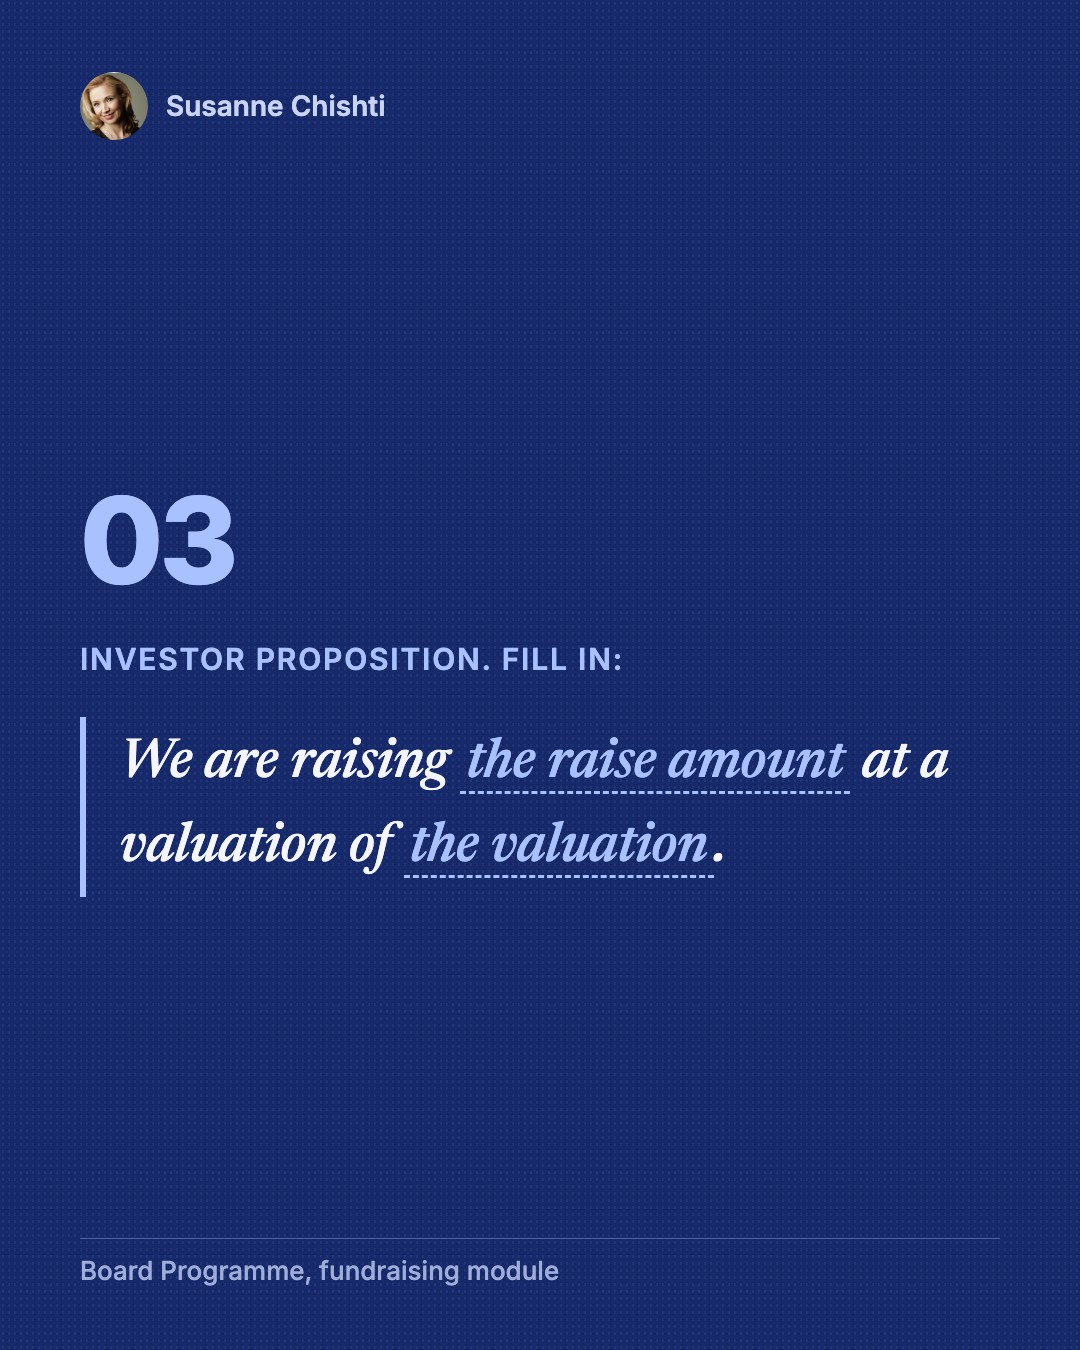 Susanne Chishti
03
INVESTOR PROPOSITION. FILL IN:
We are raising the raise amount at a
valuation of the valuation.
Board Programme, fundraising module